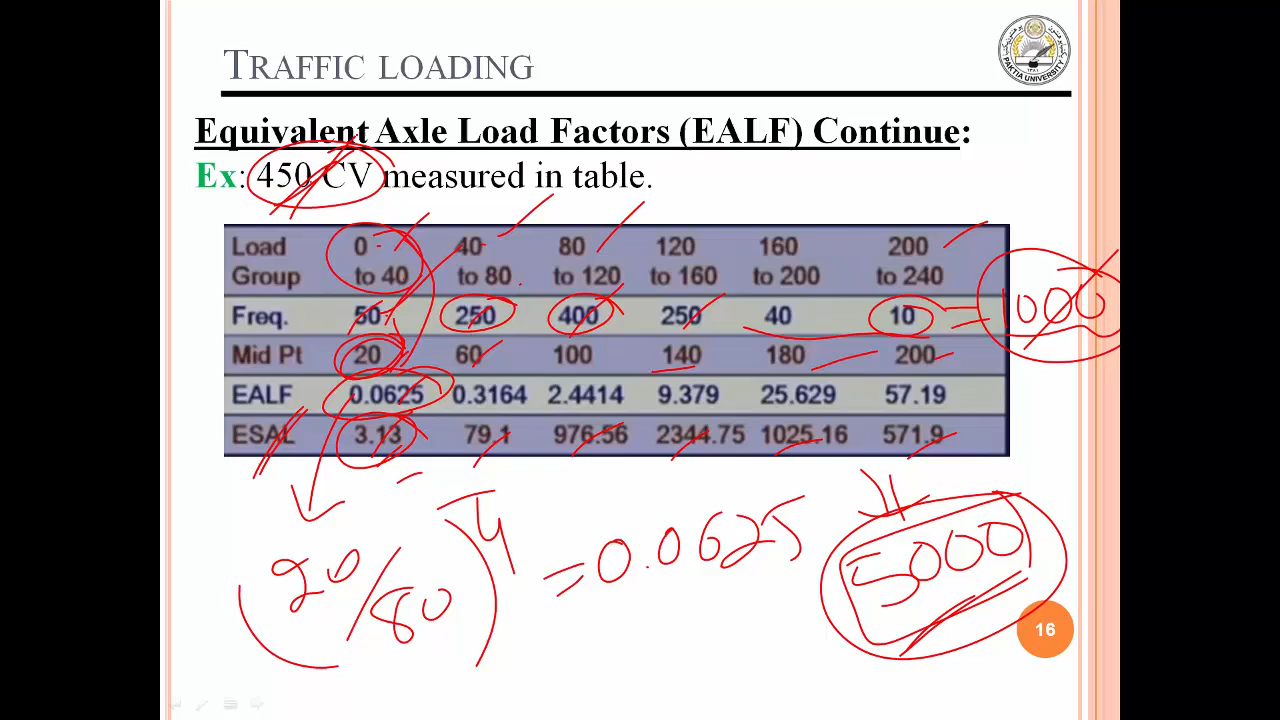 TRAFFIC LOADING
PAKTIA UNIVERSITY
Equivalent Axle Load Factors (EALF) Continue:
Ex: 450 CV measured in table.
Load 0 40 80 120 160 200
Group to 40 to 80 to 120 to 160 to 200 to 240
Freq. 50 250 400 250 40 10 = 1000
Mid Pt 20 60 100 140 180 200
EALF 0.0625 0.3164 2.4414 9.379 25.629 57.19
ESAL 3.13 79.1 976.56 2344.75 1025.16 571.9
(20/80)^4 = 0.0625
5000
16